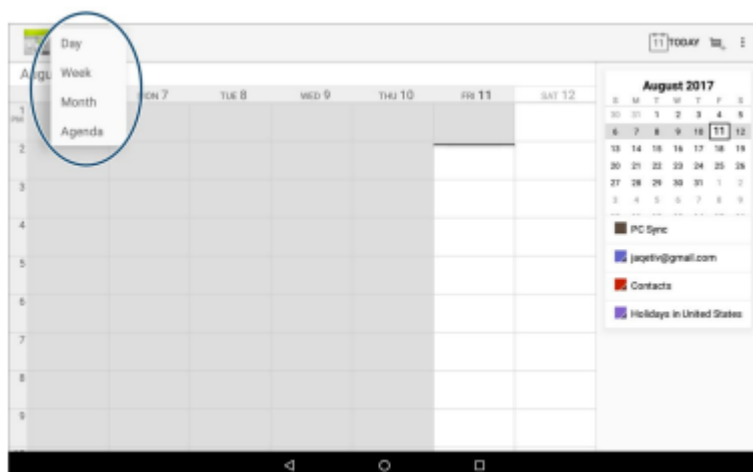 Day
Week
Month
Agenda
Augu
MON 7
TUE 8
WED 9
THU 10
FRI 11
SAT 12
1
PM
2
3
4
5
6
7
8
9
11 TODAY
August 2017
S M T W T F S
30 31 1 2 3 4 5
6 7 8 9 10 11 12
13 14 15 16 17 18 19
20 21 22 23 24 25 26
27 28 29 30 31 1 2
3 4 5 6 7 8 9
PC Sync
jaqetiv@gmail.com
Contacts
Holidays in United States